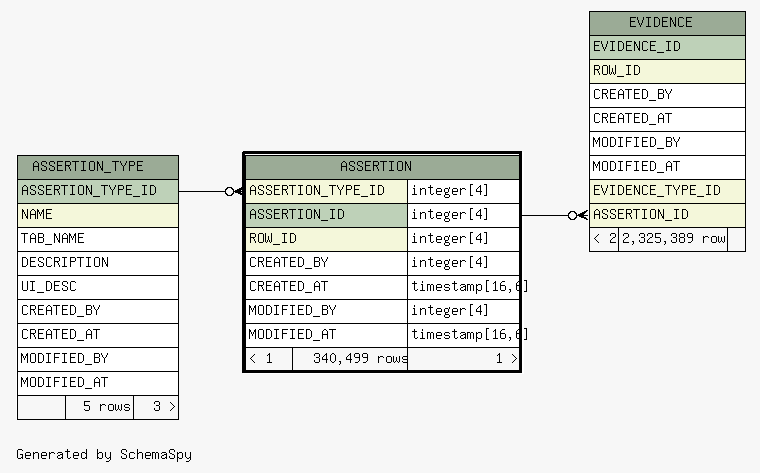 EVIDENCE
EVIDENCE_ID
ROW_ID
CREATED_BY
CREATED_AT
MODIFIED_BY
MODIFIED_AT
EVIDENCE_TYPE_ID
ASSERTION_ID
< 2 2,325,389 row
ASSERTION_TYPE
ASSERTION_TYPE_ID
NAME
TAB_NAME
DESCRIPTION
UI_DESC
CREATED_BY
CREATED_AT
MODIFIED_BY
MODIFIED_AT
5 rows 3 >
ASSERTION
ASSERTION_TYPE_ID integer[4]
ASSERTION_ID integer[4]
ROW_ID integer[4]
CREATED_BY integer[4]
CREATED_AT timestamp[16,6]
MODIFIED_BY integer[4]
MODIFIED_AT timestamp[16,6]
< 1 340,499 rows 1 >
Generated by SchemaSpy